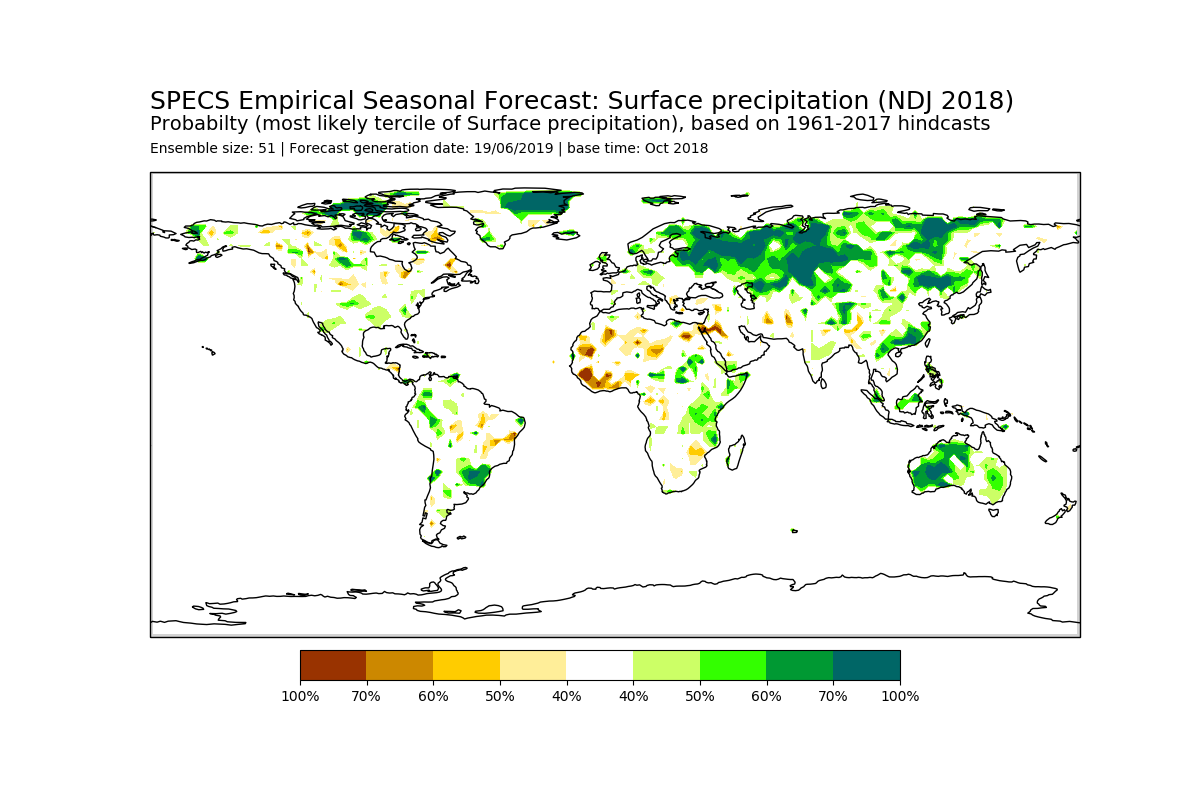 SPECS Empirical Seasonal Forecast: Surface precipitation (NDJ 2018)
Probabilty (most likely tercile of Surface precipitation), based on 1961-2017 hindcasts
Ensemble size: 51 | Forecast generation date: 19/06/2019 | base time: Oct 2018
100% 70% 60% 50% 40% 40% 50% 60% 70% 100%